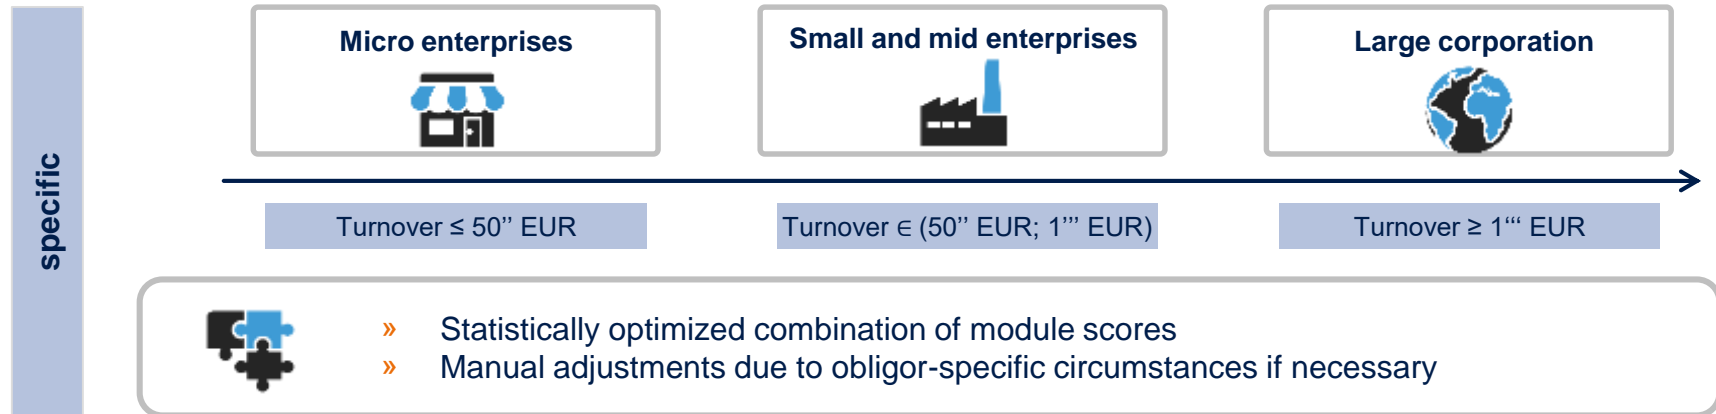 specific
Micro enterprises
Small and mid enterprises
Large corporation
Turnover ≤ 50’’ EUR
Turnover ∈ (50’’ EUR; 1’’’ EUR)
Turnover ≥ 1‘“ EUR
» Statistically optimized combination of module scores
» Manual adjustments due to obligor-specific circumstances if necessary